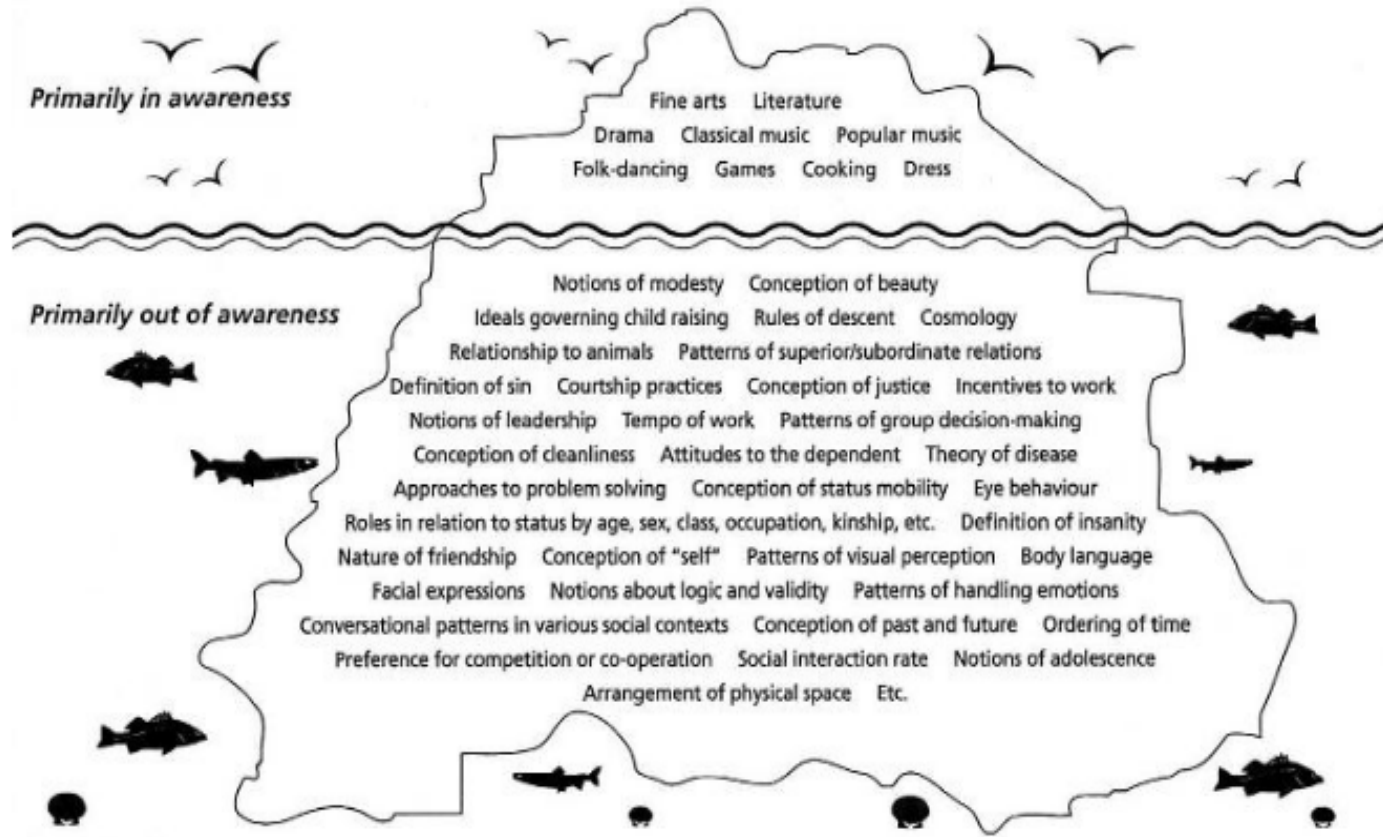 Primarily in awareness
Fine arts Literature
Drama Classical music Popular music
Folk-dancing Games Cooking Dress
Primarily out of awareness
Notions of modesty Conception of beauty
Ideals governing child raising Rules of descent Cosmology
Relationship to animals Patterns of superior/subordinate relations
Definition of sin Courtship practices Conception of justice Incentives to work
Notions of leadership Tempo of work Patterns of group decision-making
Conception of cleanliness Attitudes to the dependent Theory of disease
Approaches to problem solving Conception of status mobility Eye behaviour
Roles in relation to status by age, sex, class, occupation, kinship, etc. Definition of insanity
Nature of friendship Conception of "self" Patterns of visual perception Body language
Facial expressions Notions about logic and validity Patterns of handling emotions
Conversational patterns in various social contexts Conception of past and future Ordering of time
Preference for competition or co-operation Social interaction rate Notions of adolescence
Arrangement of physical space Etc.